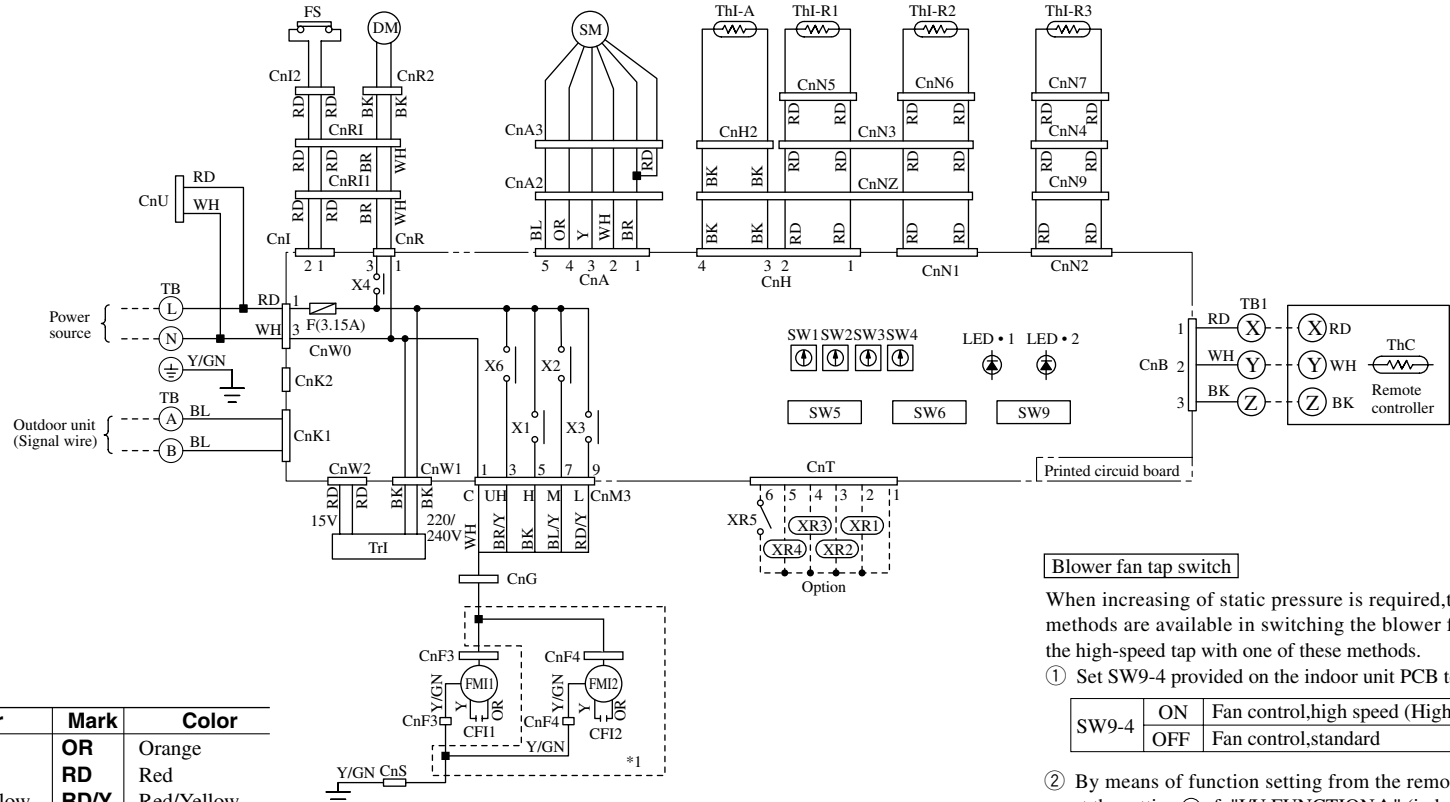 FS
DM
SM
ThI-A
ThI-R1
ThI-R2
ThI-R3
CnI2
CnR2
RD RD BK BK
CnN5
CnN6
CnN7
RD RD RD RD RD RD
CnRI
CnA3
CnH2
CnN3
CnN4
RD RD BR WH
RD
BK BK RD RD RD RD RD RD
CnRI1
CnA2
CnNZ
CnN9
RD RD BR WH
BL OR Y WH BR
BK BK RD RD RD RD RD RD
CnU
RD
WH
CnI
CnR
2 1
3 1
5 4 3 2 1
CnA
4 3 2 1
CnH
CnN1
CnN2
X4
Power
source
TB
L
N
RD 1
WH 3
F(3.15A)
CnW0
Y/GN
CnK2
Outdoor unit
(Signal wire)
TB
A BL
B BL
CnK1
X6
X2
X1
X3
SW1 SW2 SW3 SW4
LED • 1 LED • 2
SW5
SW6
SW9
CnB
1 RD
2 WH
3 BK
TB1
X
Y
Z
X RD
Y WH
Z BK
ThC
Remote
controller
Printed circuid board
CnW2
CnW1
1 3 5 7 9
C UH H M L CnM3
RD RD
BK BK
15V
220/
240V
TrI
WH
BR/Y
BK
BL/Y
RD/Y
CnT
6 5 4 3 2 1
XR5
XR3
XR1
XR4
XR2
Option
CnG
CnF3
CnF4
FMI1
FMI2
Y/GN Y OR
Y/GN Y OR
CnF3
CFI1
CnF4
CFI2
Y/GN
*1
Y/GN CnS
Mark Color
OR Orange
RD Red
RD/Y Red/Yellow
Blower fan tap switch
When increasing of static pressure is required,
methods are available in switching the blower
the high-speed tap with one of these methods.
① Set SW9-4 provided on the indoor unit PCB
SW9-4
ON Fan control,high speed (High
OFF Fan control,standard
② By means of function setting from the